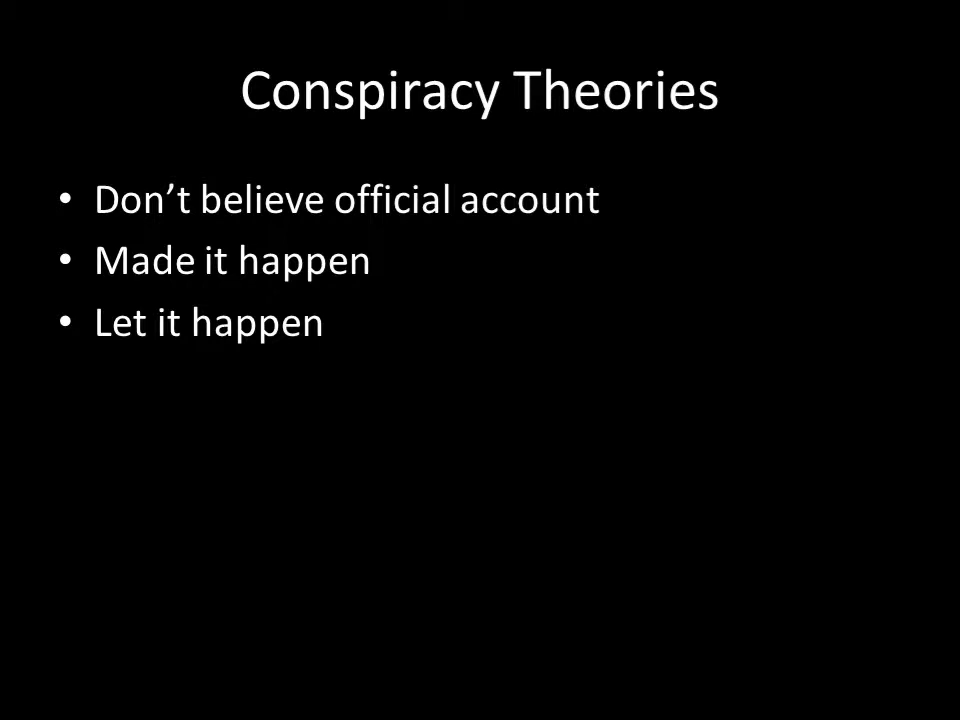 Conspiracy Theories
• Don’t believe official account
• Made it happen
• Let it happen